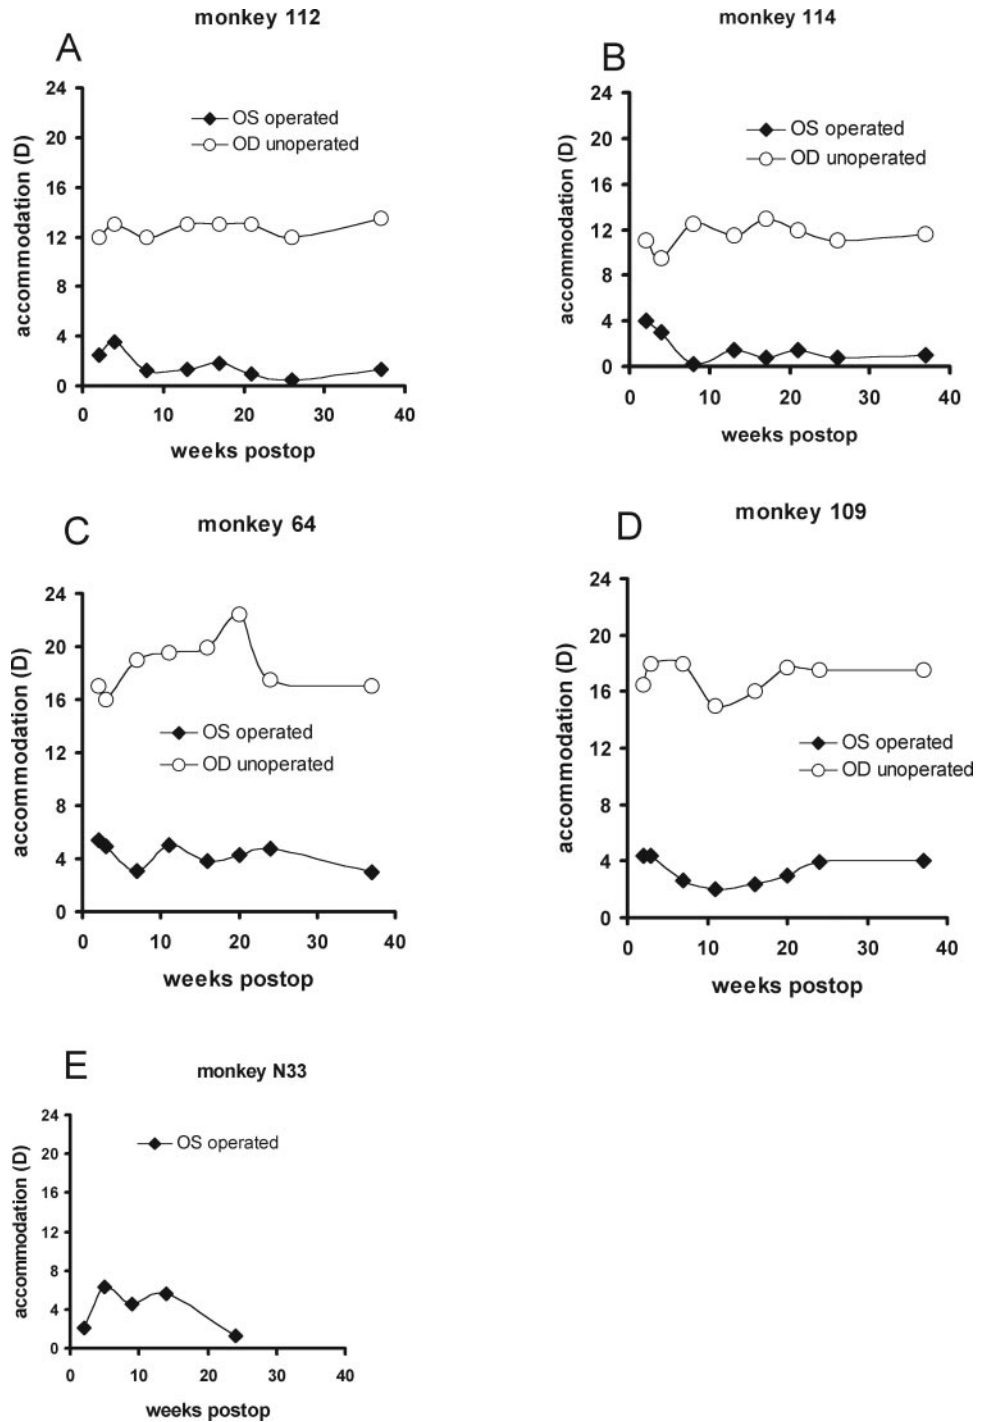 monkey 112
A
24
20
16
12
8
4
0
accommodation (D)
OS operated
OD unoperated
0 10 20 30 40
weeks postop
monkey 114
B
24
20
16
12
8
4
0
accommodation (D)
OS operated
OD unoperated
0 10 20 30 40
weeks postop
monkey 64
C
24
20
16
12
8
4
0
accommodation (D)
OS operated
OD unoperated
0 10 20 30 40
weeks postop
monkey 109
D
24
20
16
12
8
4
0
accommodation (D)
OS operated
OD unoperated
0 10 20 30 40
weeks postop
E
monkey N33
24
20
16
12
8
4
0
accommodation (D)
OS operated
0 10 20 30 40
weeks postop